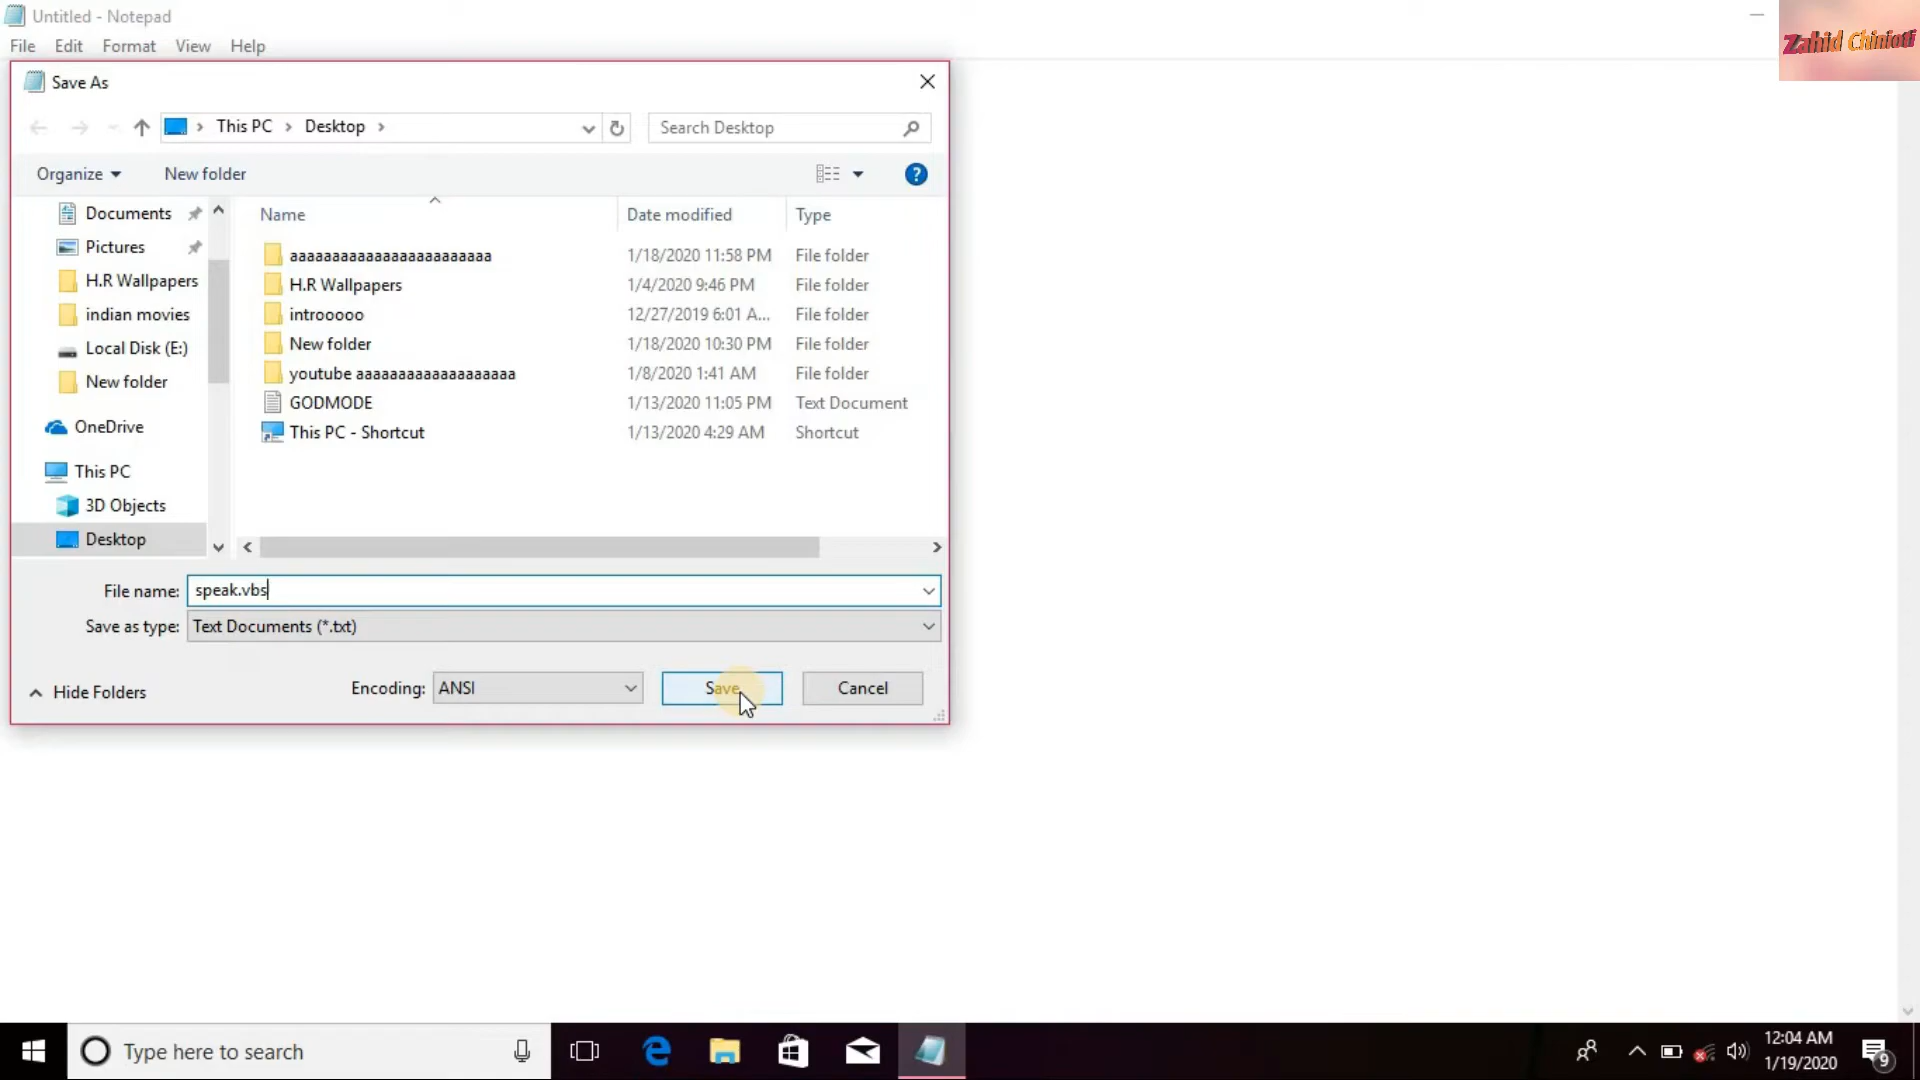 Untitled - Notepad
Zahid Chinioti
File Edit Format View Help
Save As
This PC Desktop
Search Desktop
Organize New folder
Documents
Pictures
H.R Wallpapers
indian movies
Local Disk (E:)
New folder
OneDrive
This PC
3D Objects
Desktop
Name Date modified Type
aaaaaaaaaaaaaaaaaaaaaaaa 1/18/2020 11:58 PM File folder
H.R Wallpapers 1/4/2020 9:46 PM File folder
introoooo 12/27/2019 6:01 A... File folder
New folder 1/18/2020 10:30 PM File folder
youtube aaaaaaaaaaaaaaaaaaa 1/8/2020 1:41 AM File folder
GODMODE 1/13/2020 11:05 PM Text Document
This PC - Shortcut 1/13/2020 4:29 AM Shortcut
File name: speak.vbs
Save as type: Text Documents (*.txt)
Hide Folders Encoding: ANSI Save Cancel
Type here to search
12:04 AM
1/19/2020
9